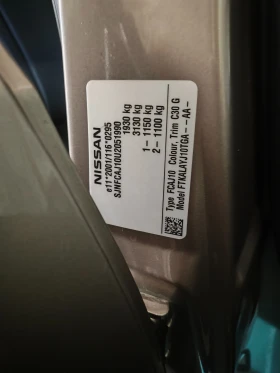 NISSAN
e11*2001/116*0295
SJNFCAJ10U2051990
1930 kg
3130 kg
1- 1150 kg
2- 1100 kg
Type FCAJ10 Colour, Trim C30 G
Model FTKALAYJ10TGA- --AA-